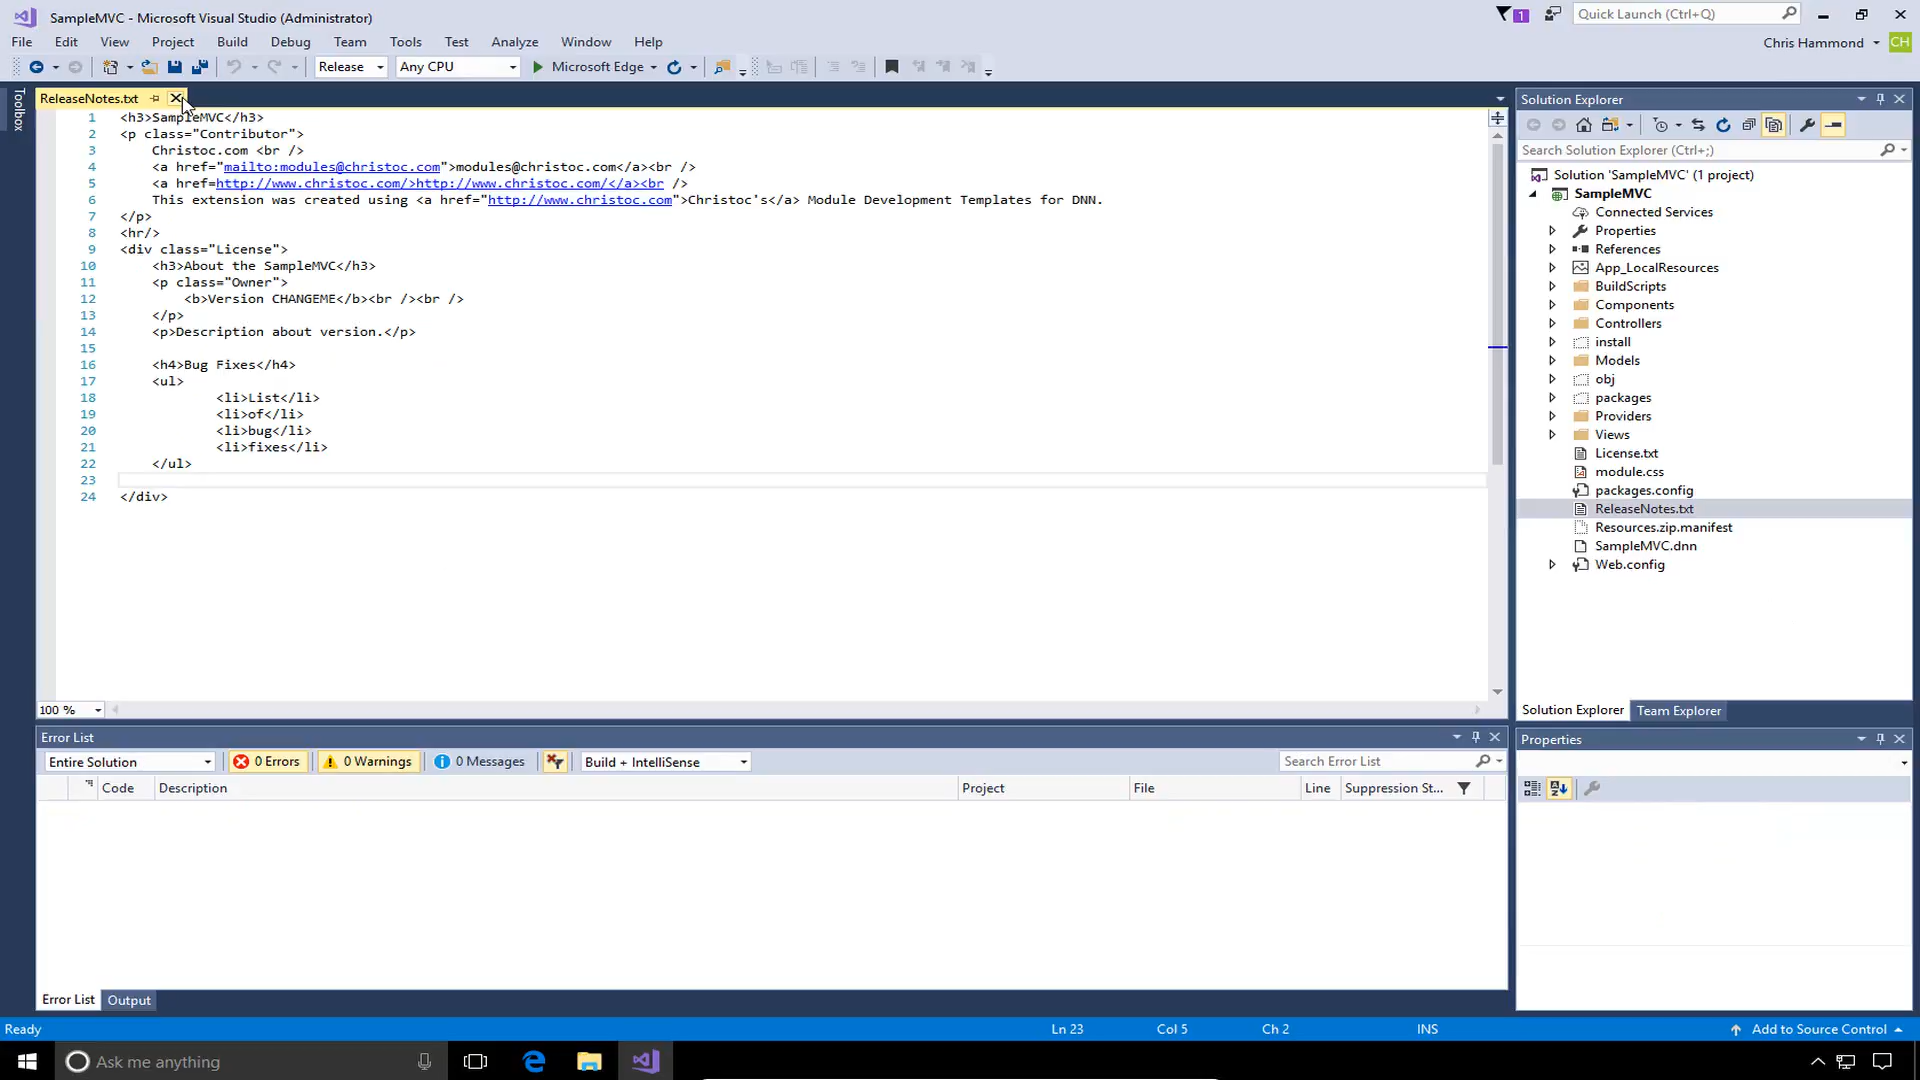 SampleMVC - Microsoft Visual Studio (Administrator)
1
Quick Launch (Ctrl+Q)
File Edit View Project Build Debug Team Tools Test Analyze Window Help
Chris Hammond CH
Release Any CPU Microsoft Edge
Toolbox
ReleaseNotes.txt
1 <h3>SampleMVC</h3>
2 <p class="Contributor">
3 Christoc.com <br />
4 <a href="mailto:modules@christoc.com">modules@christoc.com</a><br />
5 <a href=http://www.christoc.com/>http://www.christoc.com/</a><br />
6 This extension was created using <a href="http://www.christoc.com">Christoc's</a> Module Development Templates for DNN.
7 </p>
8 <hr/>
9 <div class="License">
10 <h3>About the SampleMVC</h3>
11 <p class="Owner">
12 <b>Version CHANGEME</b><br /><br />
13 </p>
14 <p>Description about version.</p>
15
16 <h4>Bug Fixes</h4>
17 <ul>
18 <li>List</li>
19 <li>of</li>
20 <li>bug</li>
21 <li>fixes</li>
22 </ul>
23
24 </div>
100 %
Solution Explorer
Search Solution Explorer (Ctrl+;)
Solution 'SampleMVC' (1 project)
SampleMVC
Connected Services
Properties
References
App_LocalResources
BuildScripts
Components
Controllers
install
Models
obj
packages
Providers
Views
License.txt
module.css
packages.config
ReleaseNotes.txt
Resources.zip.manifest
SampleMVC.dnn
Web.config
Solution Explorer Team Explorer
Error List
Entire Solution 0 Errors 0 Warnings 0 Messages Build + IntelliSense Search Error List
Code Description Project File Line Suppression St...
Properties
Error List Output
Ready Ln 23 Col 5 Ch 2 INS Add to Source Control
Ask me anything